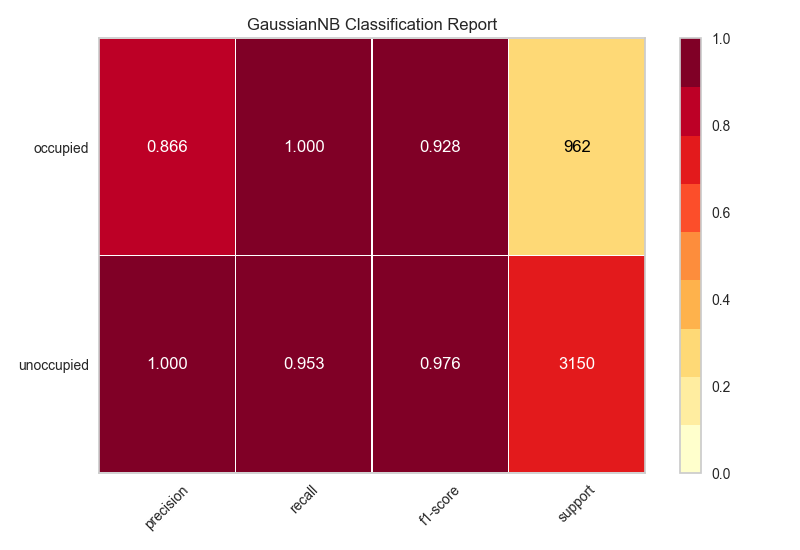 GaussianNB Classification Report
occupied 0.866 1.000 0.928 962
unoccupied 1.000 0.953 0.976 3150
precision recall f1-score support
1.0
0.8
0.6
0.4
0.2
0.0